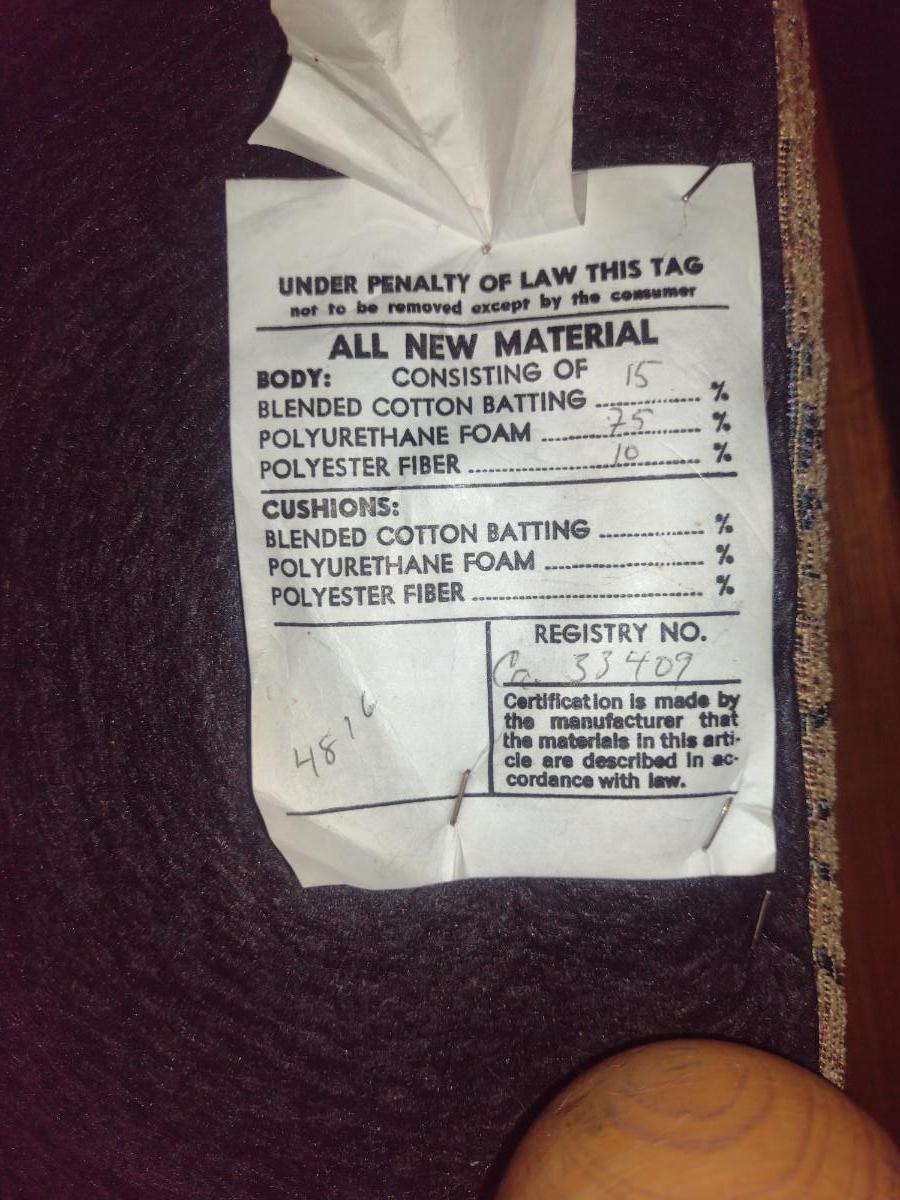 UNDER PENALTY OF LAW THIS TAG
not to be removed except by the consumer
ALL NEW MATERIAL
BODY: CONSISTING OF
BLENDED COTTON BATTING ............ 15 %
POLYURETHANE FOAM ............ 75 %
POLYESTER FIBER ............ 10 %
CUSHIONS:
BLENDED COTTON BATTING ............ %
POLYURETHANE FOAM ............ %
POLYESTER FIBER ............ %
4816
REGISTRY NO.
Ca. 33409
Certification is made by
the manufacturer that
the materials in this arti-
cle are described in ac-
cordance with law.